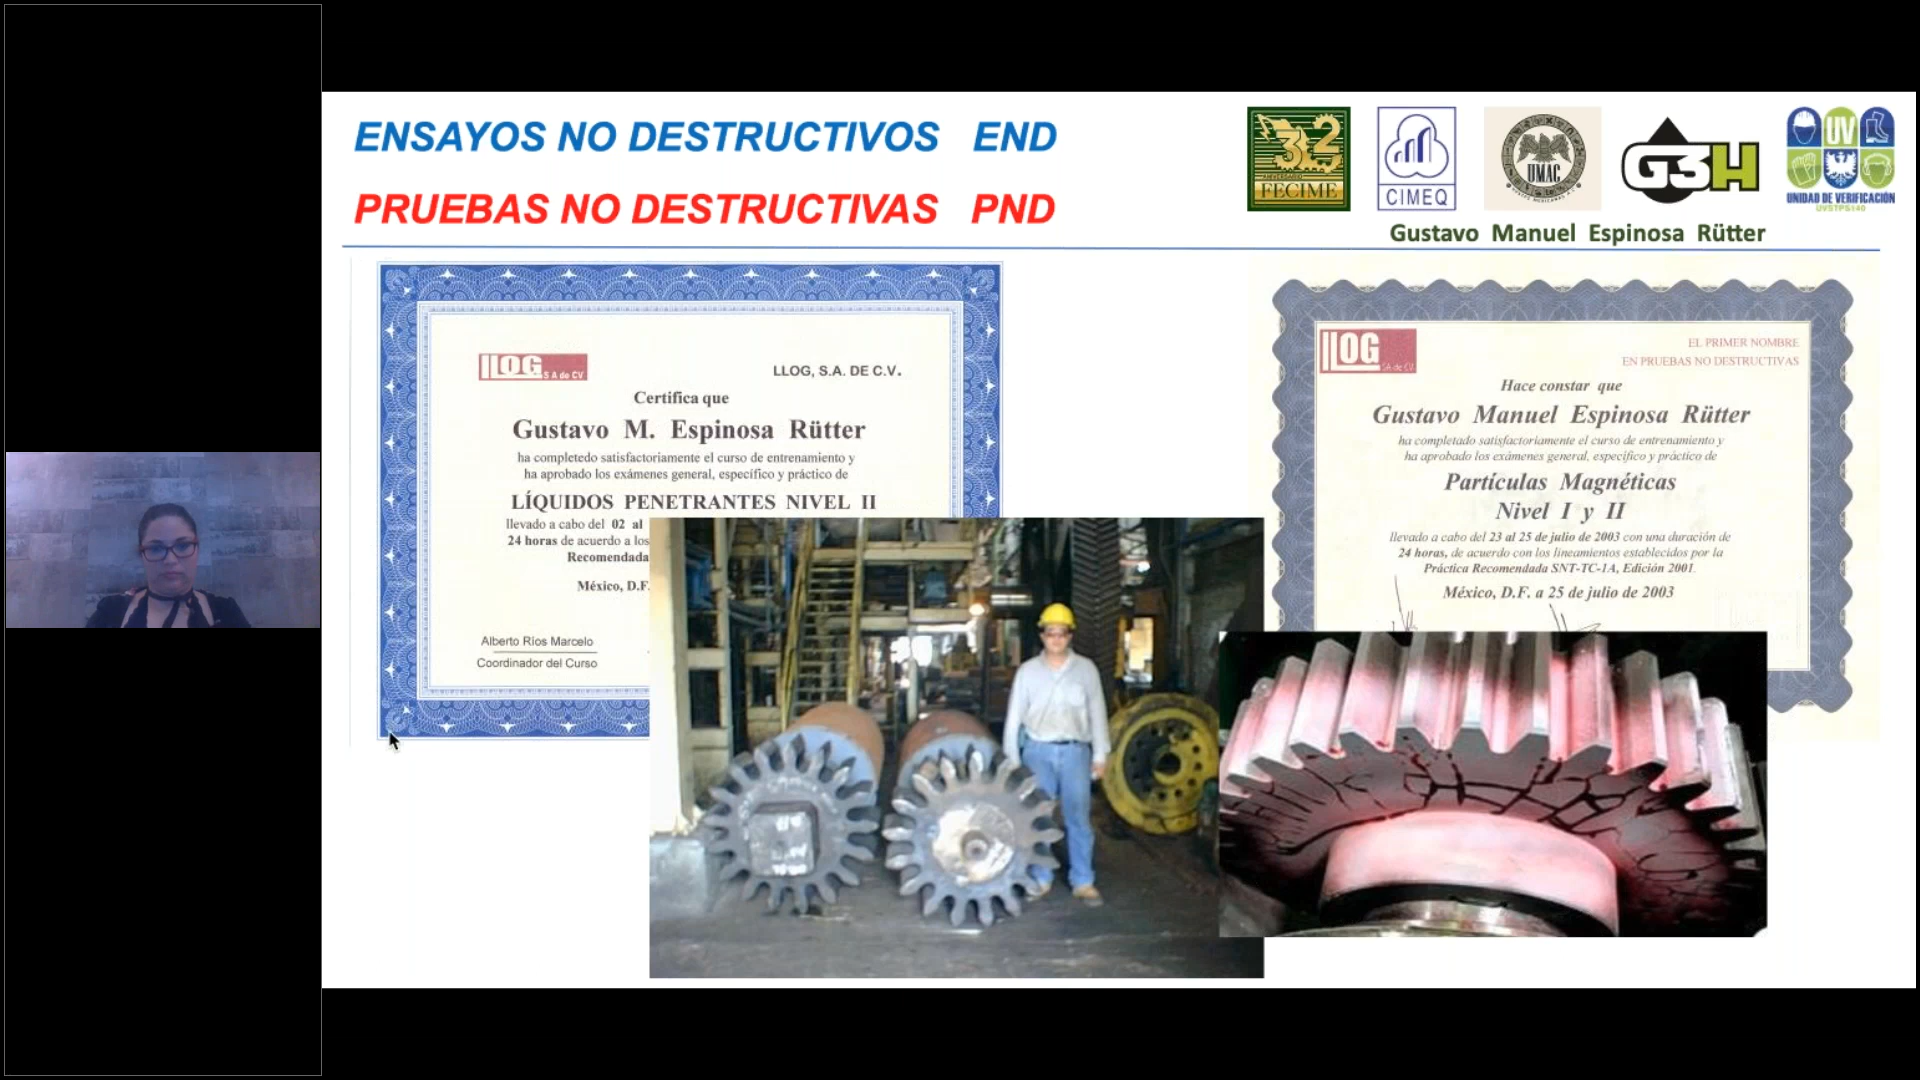 ENSAYOS NO DESTRUCTIVOS END
PRUEBAS NO DESTRUCTIVAS PND
32
ANIVERSARIO
FECIME
CIMEQ
UMAG
G3H
UV
UNIDAD DE VERIFICACIÓN
UVSTPS140
Gustavo Manuel Espinosa Rütter
LLOG
S A de CV
LLOG, S.A. DE C.V.
Certifica que
Gustavo M. Espinosa Rütter
ha completedo satisfactoriamente el curso de entrenamiento y
ha aprobado los exámenes general, específico y práctico de
LÍQUIDOS PENETRANTES NIVEL II
llevado a cabo del 02 al
24 horas de acuerdo a los
Recomendada
México, D.F.
Alberto Ríos Marcelo
Coordinador del Curso
LLOG
SA de CV
EL PRIMER NOMBRE
EN PRUEBAS NO DESTRUCTIVAS
Hace constar que
Gustavo Manuel Espinosa Rütter
ha completado satisfactoriamente el curso de entrenamiento y
ha aprobado los exámenes general, específico y práctico de
Partículas Magnéticas
Nivel I y II
llevado a cabo del 23 al 25 de julio de 2003 con una duración de
24 horas, de acuerdo con los lineamientos establecidos por la
Práctica Recomendada SNT-TC-1A, Edición 2001.
México, D.F. a 25 de julio de 2003